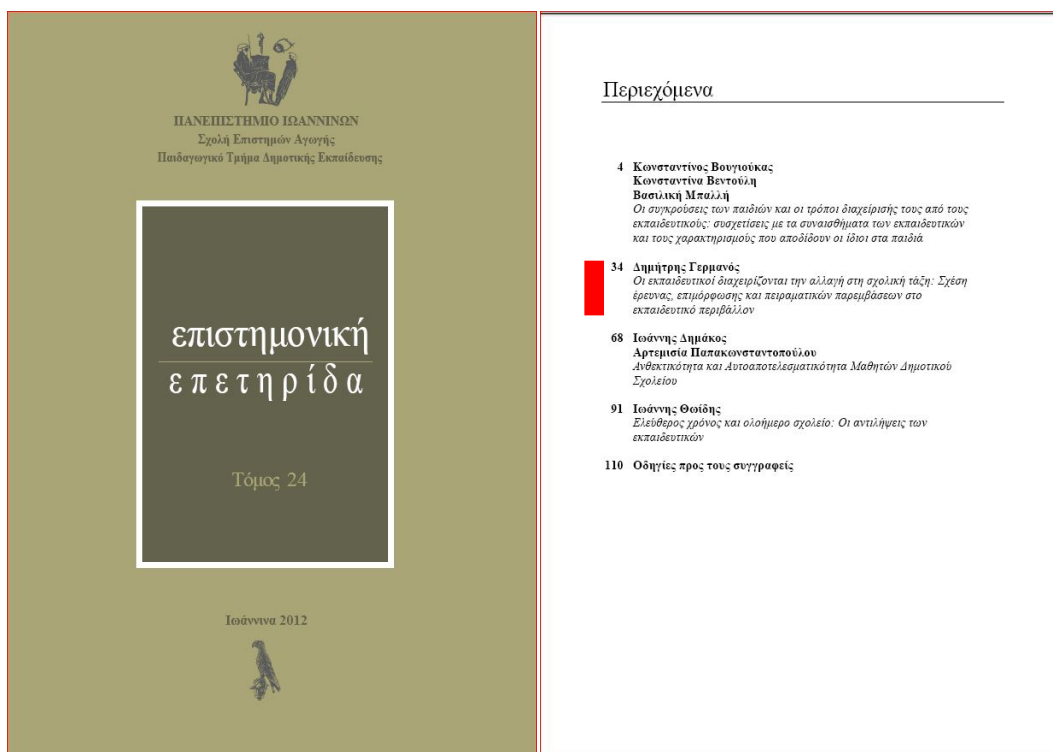 ΠΑΝΕΠΙΣΤΗΜΙΟ ΙΩΑΝΝΙΝΩΝ
Σχολή Επιστημών Αγωγής
Παιδαγωγικό Τμήμα Δημοτικής Εκπαίδευσης
επιστημονική
επετηρίδα
Τόμος 24
Ιωάννινα 2012
Περιεχόμενα
4 Κωνσταντίνος Βουγιούκας
Κωνσταντίνα Βεντούλη
Βασιλική Μπαλλή
Οι συγκρούσεις των παιδιών και οι τρόποι διαχείρισής τους από τους
εκπαιδευτικούς: συσχετίσεις με τα συναισθήματα των εκπαιδευτικών
και τους χαρακτηρισμούς που αποδίδουν οι ίδιοι στα παιδιά
34 Δημήτρης Γερμανός
Οι εκπαιδευτικοί διαχειρίζονται την αλλαγή στη σχολική τάξη: Σχέση
έρευνας, επιμόρφωσης και πειραματικών παρεμβάσεων στο
εκπαιδευτικό περιβάλλον
68 Ιωάννης Δημάκος
Αρτεμισία Παπακωνσταντοπούλου
Ανθεκτικότητα και Αυτοαποτελεσματικότητα Μαθητών Δημοτικού
Σχολείου
91 Ιωάννης Θωίδης
Ελεύθερος χρόνος και ολοήμερο σχολείο: Οι αντιλήψεις των
εκπαιδευτικών
110 Οδηγίες προς τους συγγραφείς